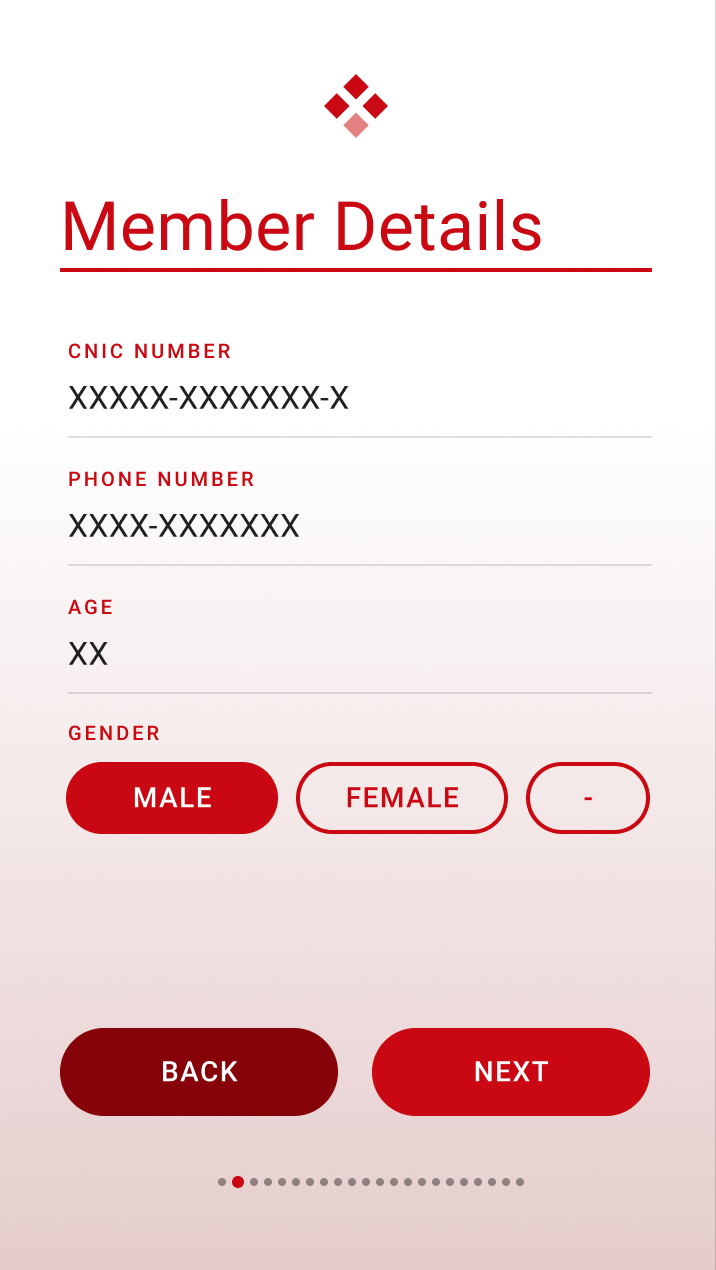 Member Details
CNIC NUMBER
XXXXX-XXXXXXX-X
PHONE NUMBER
XXXX-XXXXXXX
AGE
XX
GENDER
MALE FEMALE -
BACK NEXT